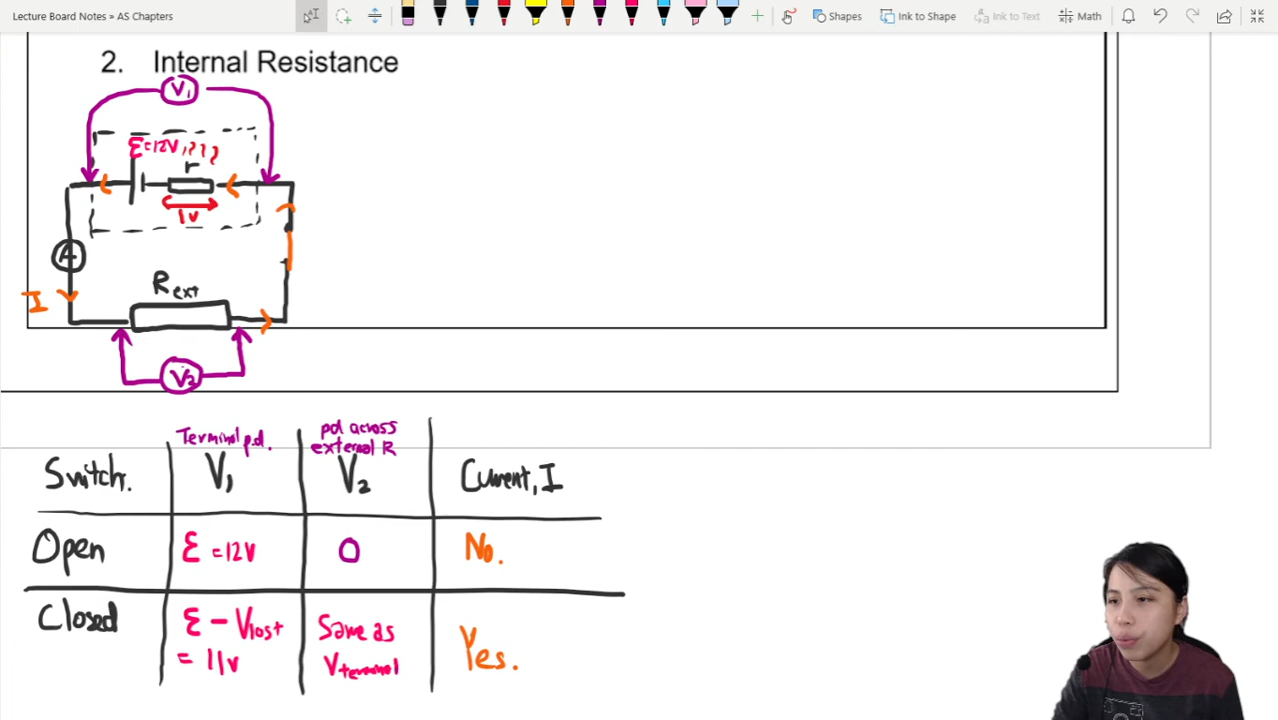 Lecture Board Notes » AS Chapters
Shapes
Ink to Shape
Ink to Text
Math
2. Internal Resistance
V1
ε=12V,???
r
1V
A
Rext
I
V2
Terminal p.d.
pd across
external R
Switch.
V1
V2
Current, I
Open
ε =12V
0
No.
Closed
ε - Vlost
= 11V
Same as
Vterminal
Yes.